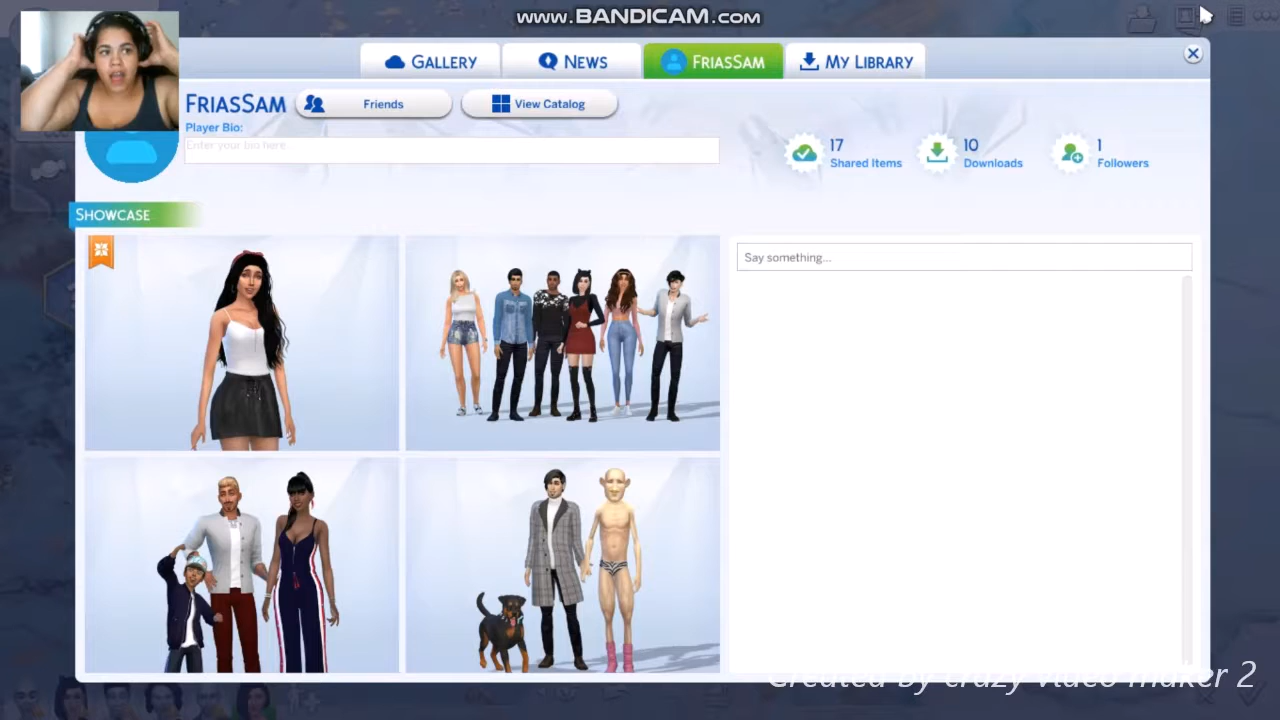 www.BANDICAM.com
GALLERY
NEWS
FRIASSAM
MY LIBRARY
FRIASSAM
Friends
View Catalog
Player Bio:
Enter your bio here...
17
Shared Items
10
Downloads
1
Followers
SHOWCASE
Say something...
Created by crazy video maker 2